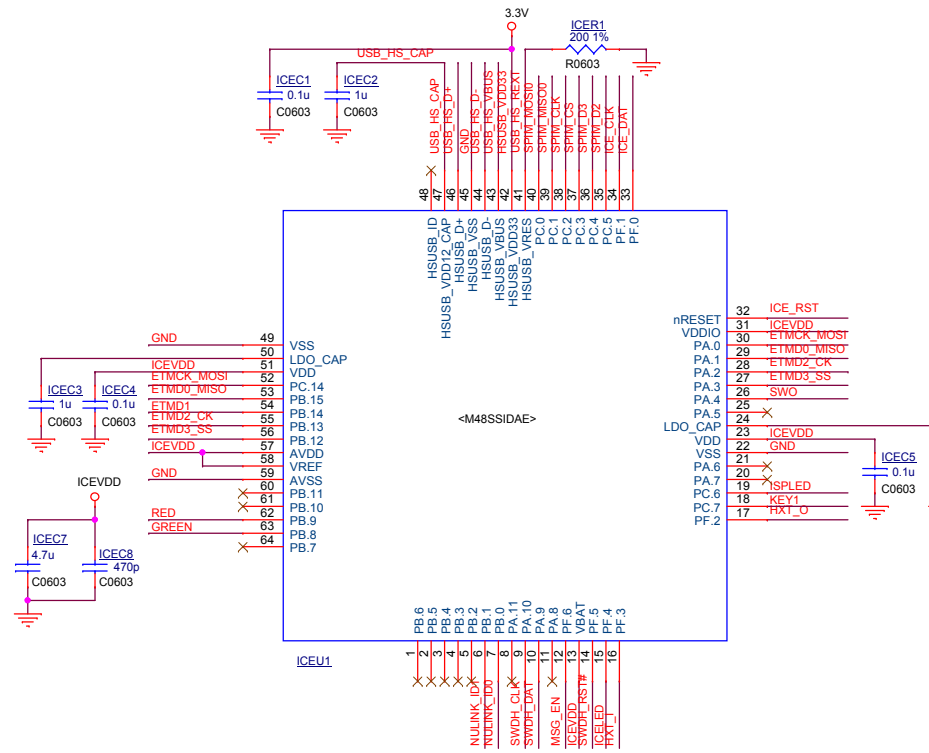 3.3V
ICER1
200 1%
R0603
USB_HS_CAP
ICEC1
0.1u
C0603
ICEC2
1u
C0603
USB_HS_CAP
USB_HS_D+
GND
USB_HS_D-
USB_HS_VBUS
HSUSB_VDD33
USB_HS_REXT
SPIM_MOSI0
SPIM_MISO0
SPIM_CLK
SPIM_CS
SPIM_D3
SPIM_D2
ICE_CLK
ICE_DAT
48 47 46 45 44 43 42 41 40 39 38 37 36 35 34 33
HSUSB_ID
HSUSB_VDD12_CAP
HSUSB_D+
HSUSB_VSS
HSUSB_D-
HSUSB_VBUS
HSUSB_VDD33
HSUSB_VRES
PC.0
PC.1
PC.2
PC.3
PC.4
PC.5
PF.1
PF.0
GND 49 VSS
50 LDO_CAP
ICEVDD 51 VDD
ETMCK_MOSI 52 PC.14
ETMD0_MISO 53 PB.15
ETMD1 54 PB.14
ETMD2_CK 55 PB.13
ETMD3_SS 56 PB.12
ICEVDD 57 AVDD
58 VREF
GND 59 AVSS
60 PB.11
61 PB.10
RED 62 PB.9
GREEN 63 PB.8
64 PB.7
ICEC3
1u
C0603
ICEC4
0.1u
C0603
ICEVDD
ICEC7
4.7u
C0603
ICEC8
470p
C0603
<M48SSIDAE>
nRESET 32 ICE_RST
VDDIO 31 ICEVDD
PA.0 30 ETMCK_MOSI
PA.1 29 ETMD0_MISO
PA.2 28 ETMD2_CK
PA.3 27 ETMD3_SS
PA.4 26 SWO
PA.5 25
LDO_CAP 24
VDD 23 ICEVDD
VSS 22 GND
PA.6 21
PA.7 20
PC.6 19 ISPLED
PC.7 18 KEY1
PF.2 17 HXT_O
ICEC5
0.1u
C0603
PB.6
PB.5
PB.4
PB.3
PB.2
PB.1
PB.0
PA.11
PA.10
PA.9
PA.8
PF.6
VBAT
PF.5
PF.4
PF.3
ICEU1
1 2 3 4 5 6 7 8 9 10 11 12 13 14 15 16
NULINK_ID1
NULINK_ID0
SWDH_CLK
SWDH_DAT
MSG_EN
ICEVDD
SWDH_RST#
ICELED
HXT_I